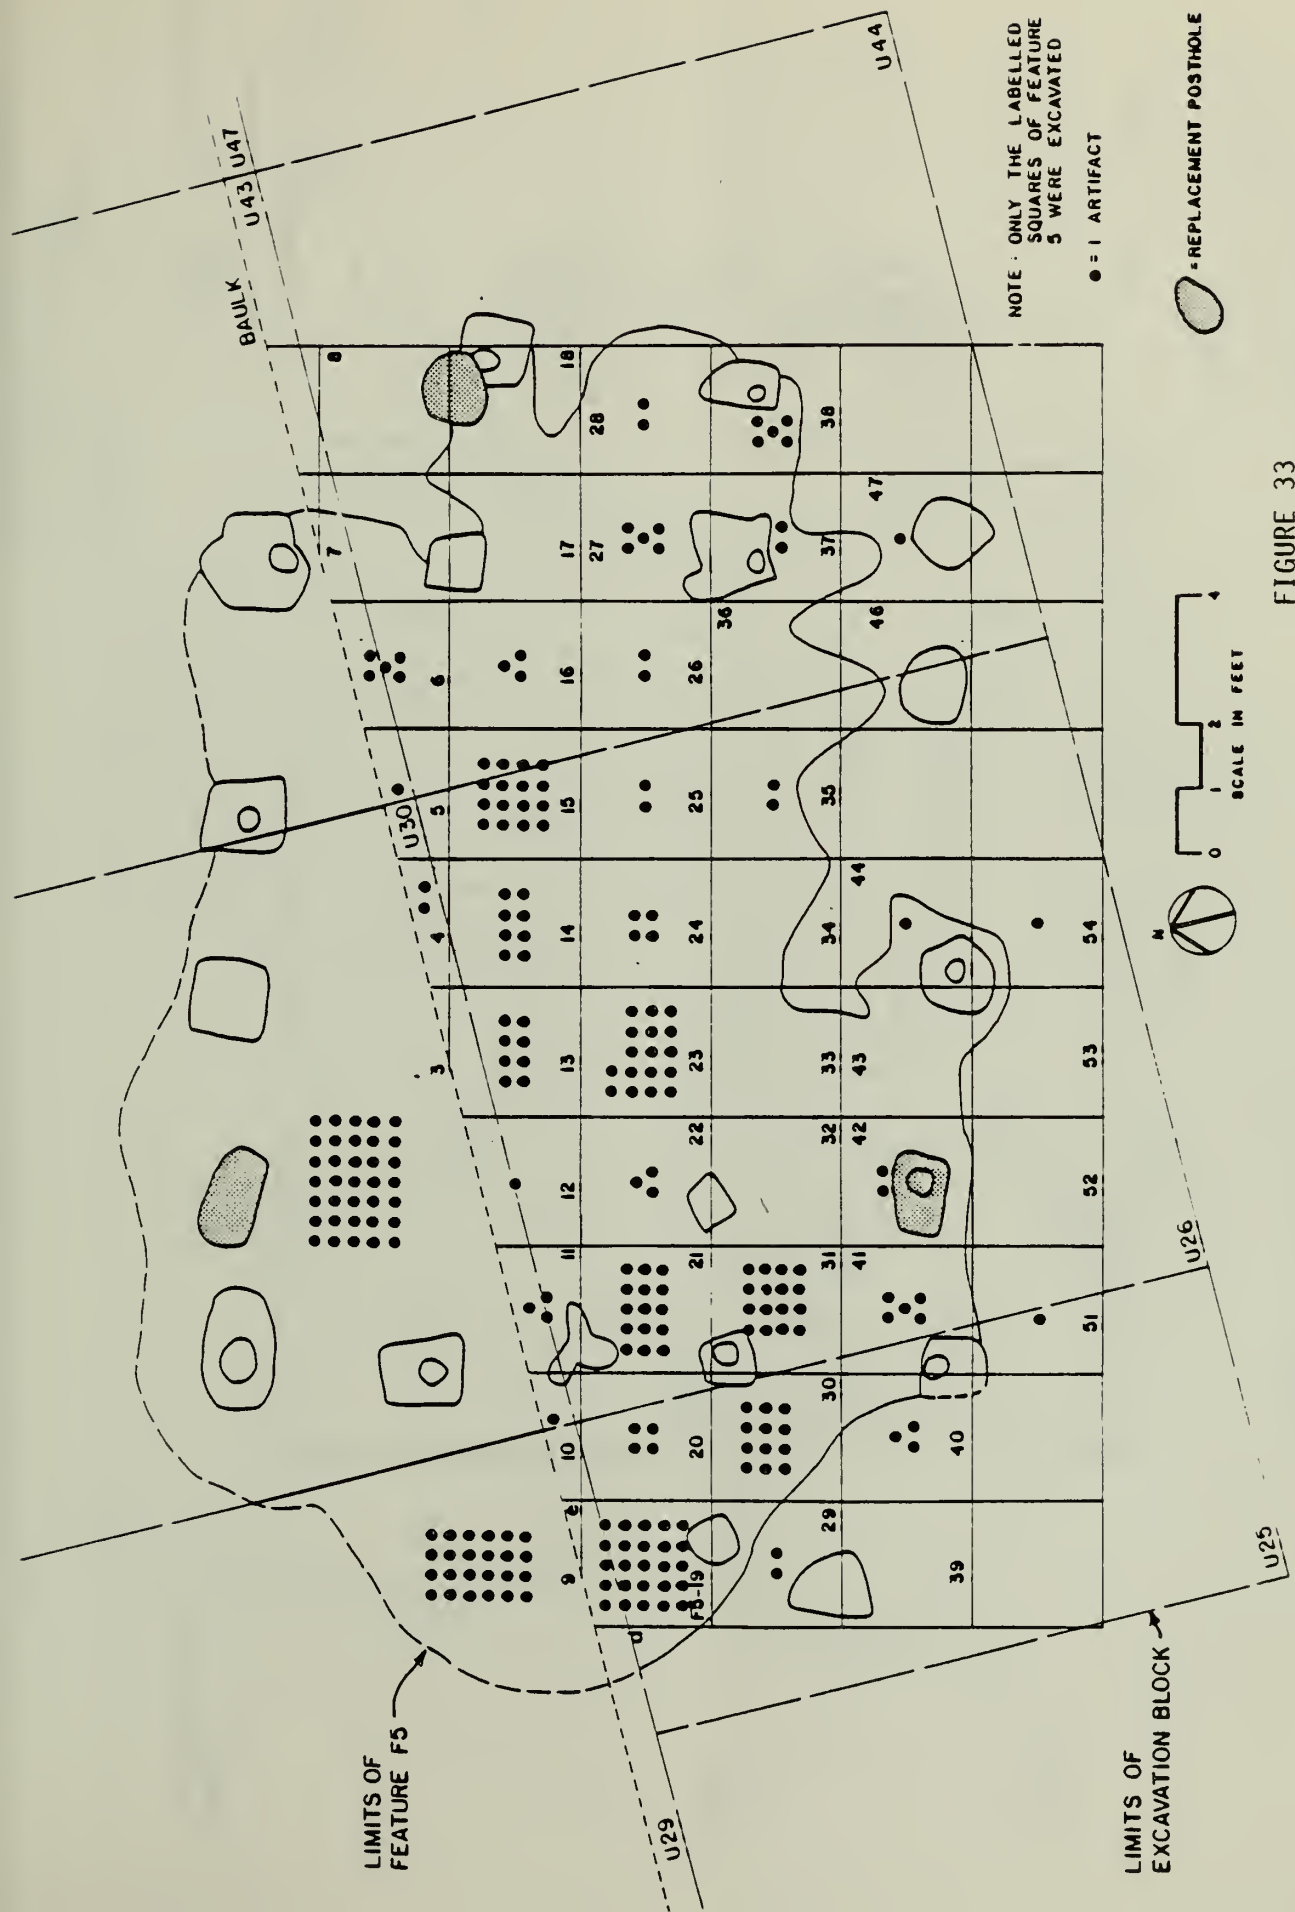 LIMITS OF
FEATURE F5
BAULK
U43
U47
U29
U30
3
4
5
6
7
8
d
9
e
10
11
12
13
14
15
16
17
18
F5-19
20
21
22
23
24
25
26
27
28
29
30
31
32
33
34
35
36
37
38
39
40
41
42
43
44
46
47
51
52
53
54
U44
U26
U25
LIMITS OF
EXCAVATION BLOCK
N
0 1 2 4
SCALE IN FEET
NOTE: ONLY THE LABELLED
SQUARES OF FEATURE
5 WERE EXCAVATED
● = 1 ARTIFACT
= REPLACEMENT POSTHOLE
FIGURE 33